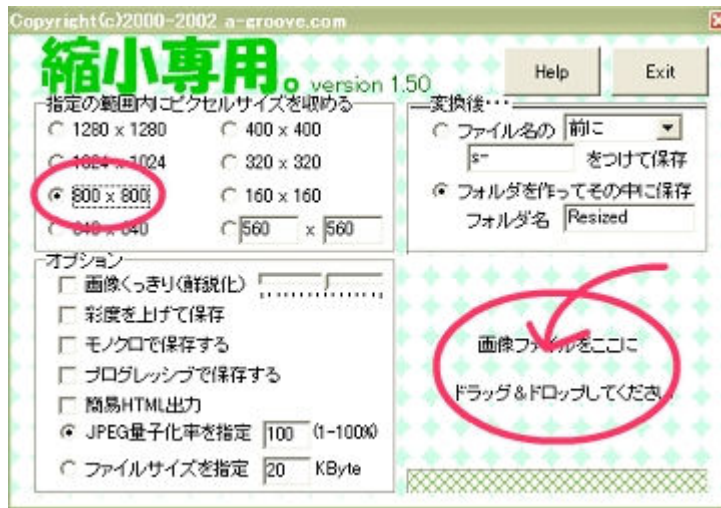 Copyright(c)2000-2002 a-groove.com
縮小専用。version 1.50
Help
Exit
指定の範囲内にピクセルサイズを収める
1280 x 1280
400 x 400
1024 x 1024
320 x 320
800 x 800
160 x 160
640 x 640
560 x 560
変換後・・・
ファイル名の 前に
s-
をつけて保存
フォルダを作ってその中に保存
フォルダ名 Resized
オプション
画像くっきり(鮮鋭化)
彩度を上げて保存
モノクロで保存する
プログレッシブで保存する
簡易HTML出力
JPEG量子化率を指定 100 (1-100%)
ファイルサイズを指定 20 KByte
画像ファイルをここに
ドラッグ&ドロップしてください